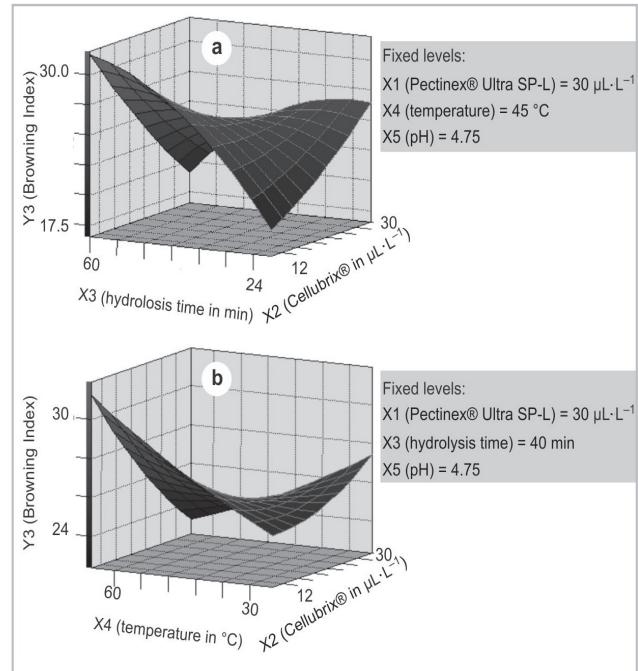 a
Y3 (Browning Index)
30.0
17.5
60
24
12
30
X3 (hydrolosis time in min)
X2 (Cellubrix® in µL·L⁻¹)
Fixed levels:
X1 (Pectinex® Ultra SP-L) = 30 µL·L⁻¹
X4 (temperature) = 45 °C
X5 (pH) = 4.75
b
Y3 (Browning Index)
30
24
60
30
12
30
X4 (temperature in °C)
X2 (Cellubrix® in µL·L⁻¹)
Fixed levels:
X1 (Pectinex® Ultra SP-L) = 30 µL·L⁻¹
X3 (hydrolysis time) = 40 min
X5 (pH) = 4.75